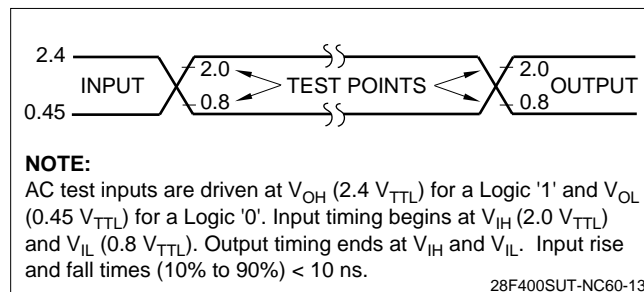 2.4
INPUT
2.0
TEST POINTS
2.0
OUTPUT
0.8
0.8
0.45
NOTE:
AC test inputs are driven at VOH (2.4 VTTL) for a Logic '1' and VOL
(0.45 VTTL) for a Logic '0'. Input timing begins at VIH (2.0 VTTL)
and VIL (0.8 VTTL). Output timing ends at VIH and VIL. Input rise
and fall times (10% to 90%) < 10 ns.
28F400SUT-NC60-13